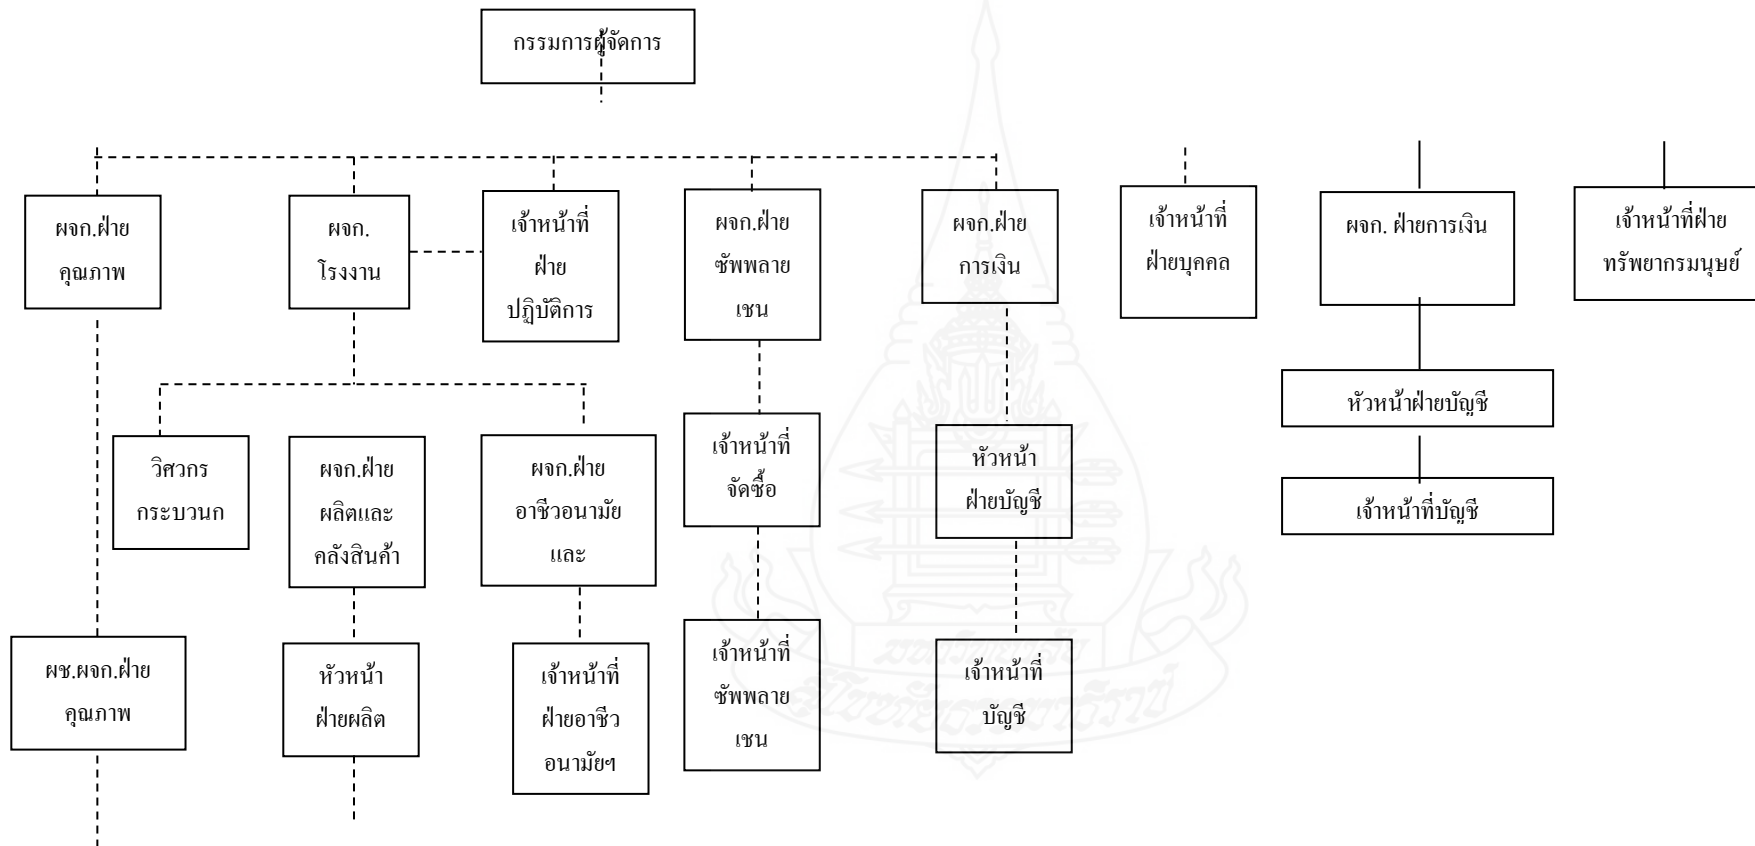 กรรมการผู้จัดการ
ผจก.ฝ่าย
คุณภาพ
ผจก.
โรงงาน
เจ้าหน้าที่
ฝ่าย
ปฏิบัติการ
ผจก.ฝ่าย
ซัพพลาย
เชน
ผจก.ฝ่าย
การเงิน
เจ้าหน้าที่
ฝ่ายบุคคล
ผจก. ฝ่ายการเงิน
เจ้าหน้าที่ฝ่าย
ทรัพยากรมนุษย์
หัวหน้าฝ่ายบัญชี
เจ้าหน้าที่บัญชี
วิศวกร
กระบวนก
ผจก.ฝ่าย
ผลิตและ
คลังสินค้า
ผจก.ฝ่าย
อาชีวอนามัย
และ
เจ้าหน้าที่
จัดซื้อ
หัวหน้า
ฝ่ายบัญชี
ผช.ผจก.ฝ่าย
คุณภาพ
หัวหน้า
ฝ่ายผลิต
เจ้าหน้าที่
ฝ่ายอาชีว
อนามัยฯ
เจ้าหน้าที่
ซัพพลาย
เชน
เจ้าหน้าที่
บัญชี